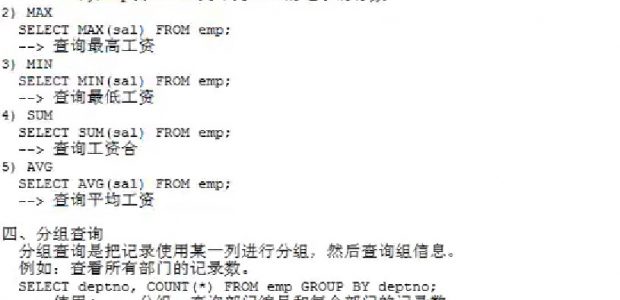 2) MAX
SELECT MAX(sal) FROM emp;
--> 查询最高工资
3) MIN
SELECT MIN(sal) FROM emp;
--> 查询最低工资
4) SUM
SELECT SUM(sal) FROM emp;
--> 查询工资合
5) AVG
SELECT AVG(sal) FROM emp;
--> 查询平均工资
四、分组查询
分组查询是把记录使用某一列进行分组，然后查询组信息。
例如：查看所有部门的记录数。
SELECT deptno, COUNT(*) FROM emp GROUP BY deptno;